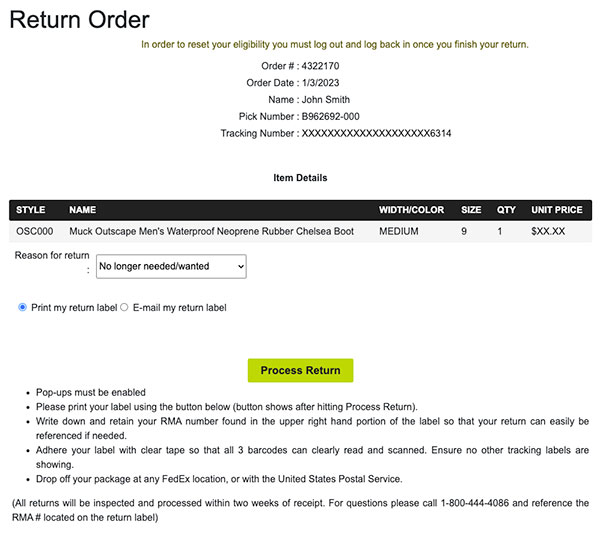 Return Order
In order to reset your eligibility you must log out and log back in once you finish your return.
Order # : 4322170
Order Date : 1/3/2023
Name : John Smith
Pick Number : B962692-000
Tracking Number : XXXXXXXXXXXXXXXXXXXX6314
Item Details
STYLE NAME WIDTH/COLOR SIZE QTY UNIT PRICE
OSC000 Muck Outscape Men's Waterproof Neoprene Rubber Chelsea Boot MEDIUM 9 1 $XX.XX
Reason for return
: No longer needed/wanted
Print my return label E-mail my return label
Process Return
• Pop-ups must be enabled
• Please print your label using the button below (button shows after hitting Process Return).
• Write down and retain your RMA number found in the upper right hand portion of the label so that your return can easily be
referenced if needed.
• Adhere your label with clear tape so that all 3 barcodes can clearly read and scanned. Ensure no other tracking labels are
showing.
• Drop off your package at any FedEx location, or with the United States Postal Service.
(All returns will be inspected and processed within two weeks of receipt. For questions please call 1-800-444-4086 and reference the
RMA # located on the return label)